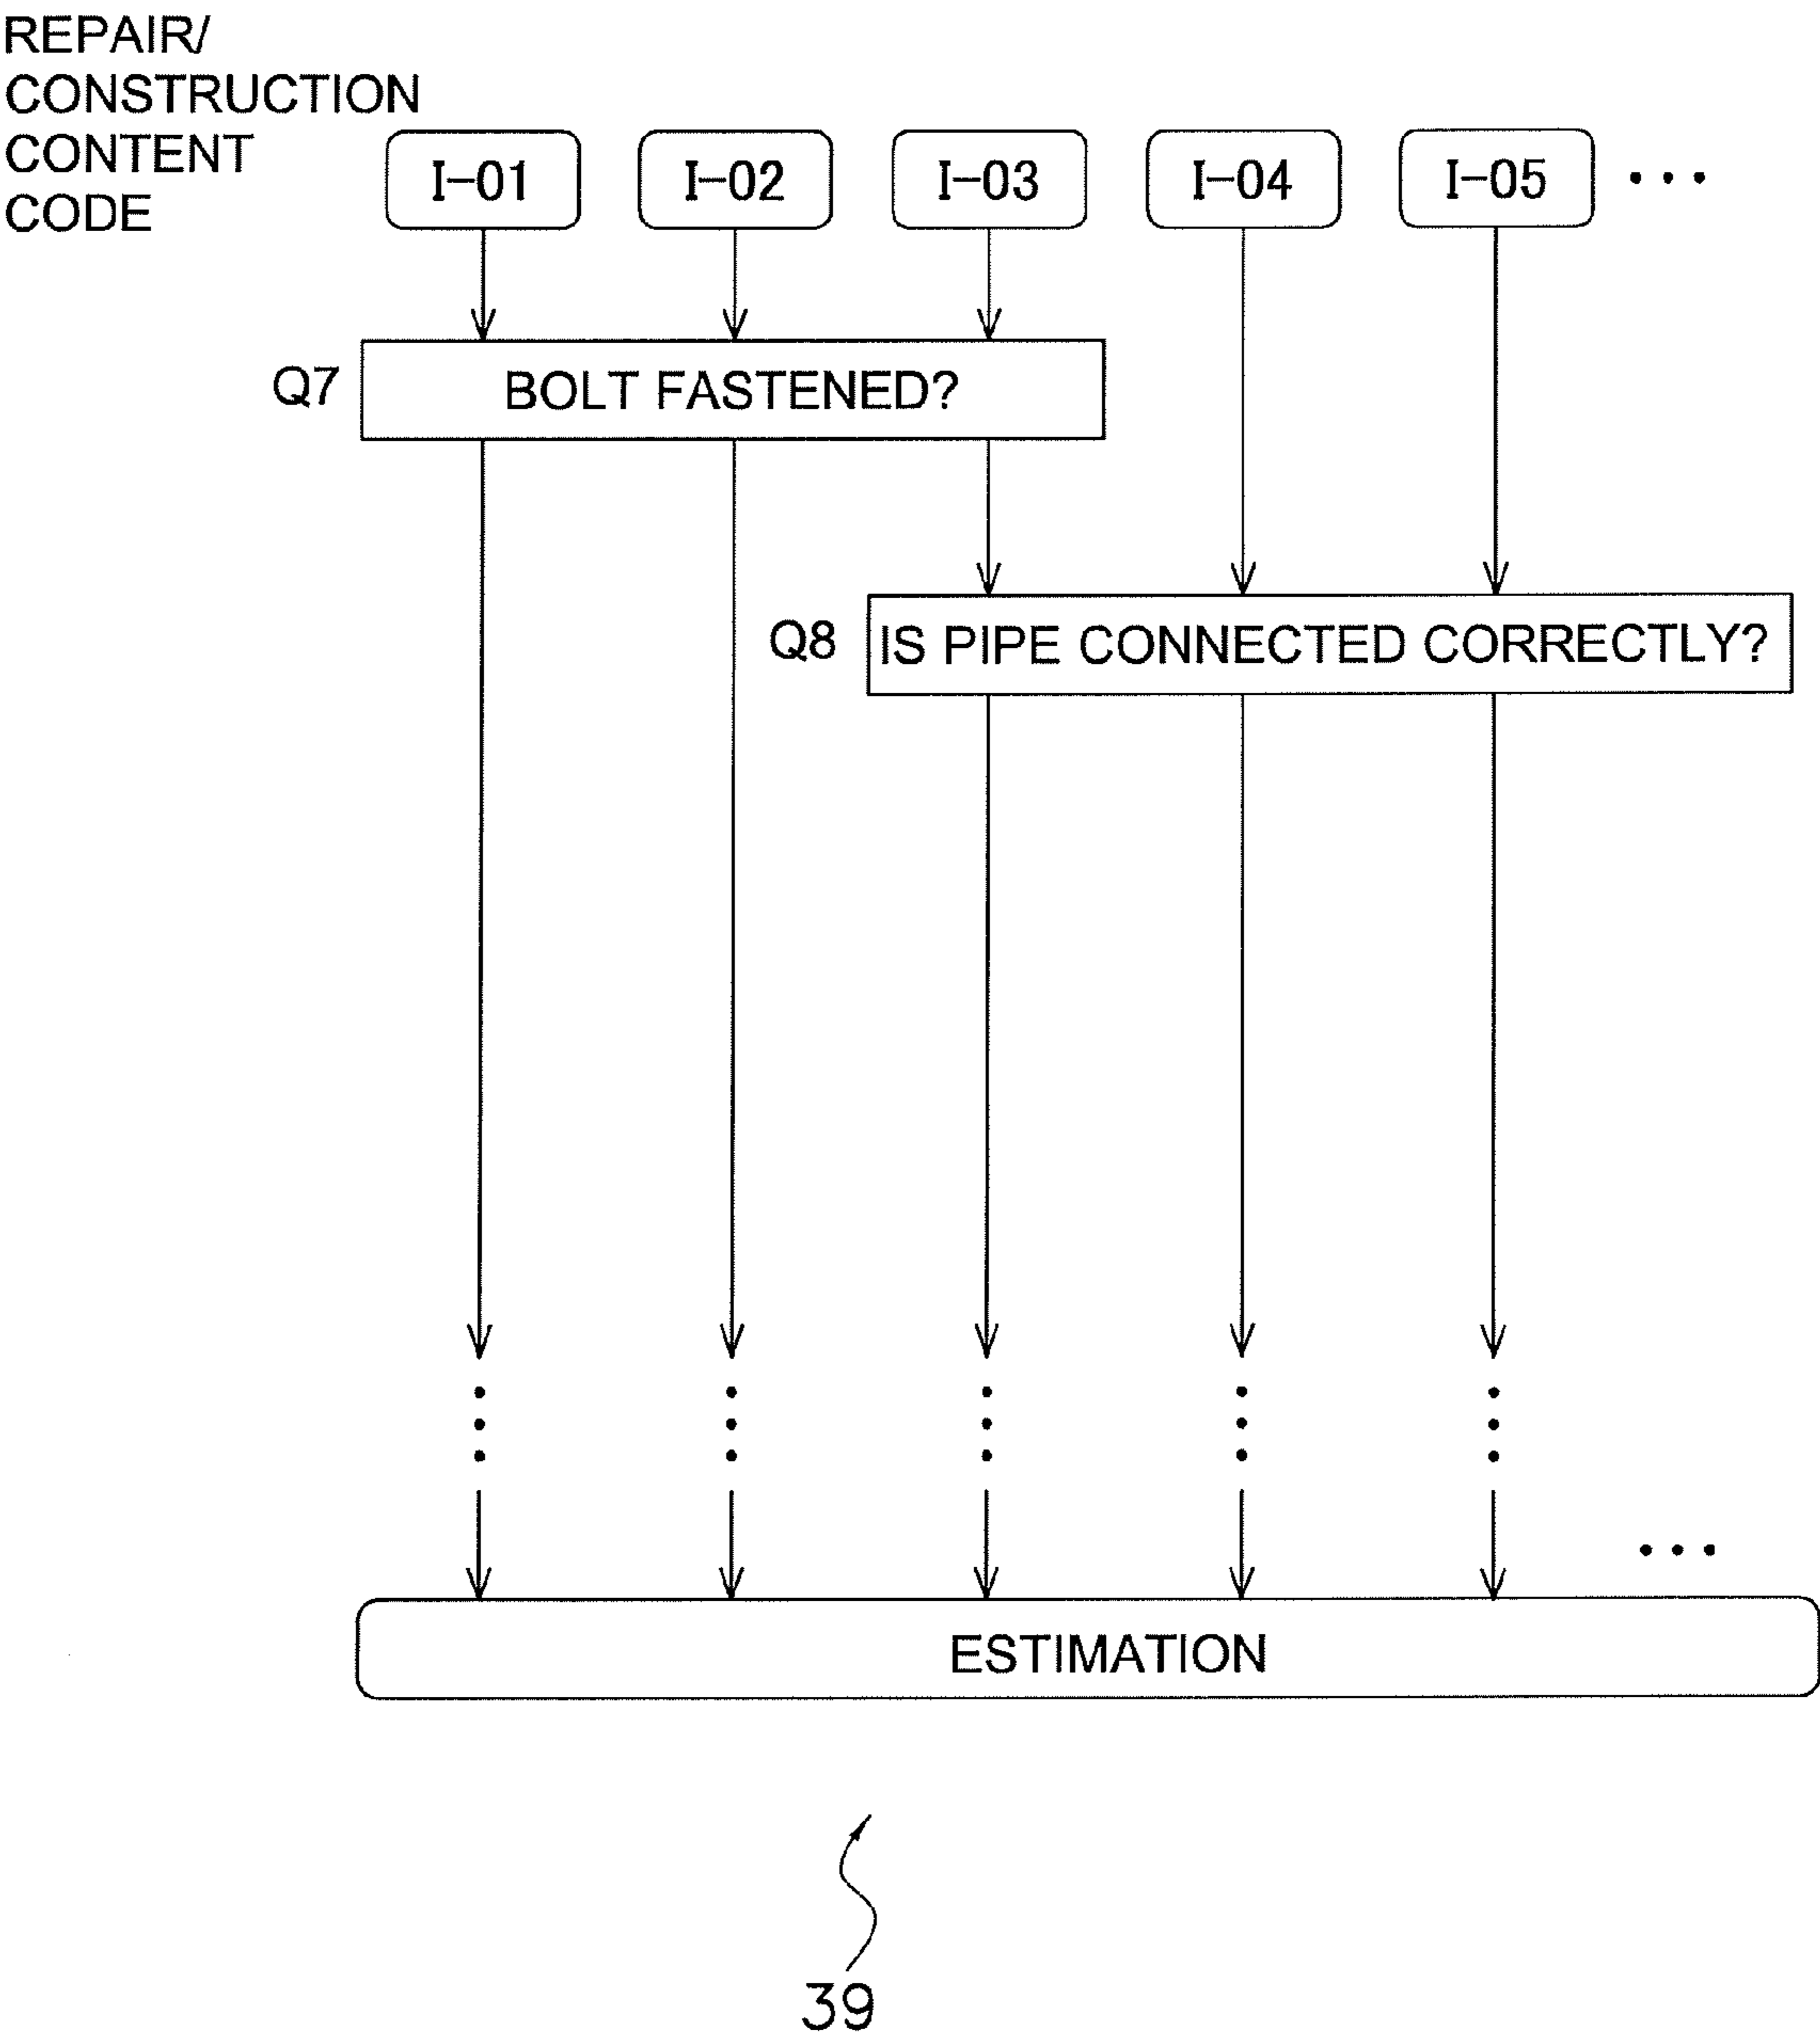 REPAIR/
CONSTRUCTION
CONTENT
CODE
I-01 I-02 I-03 I-04 I-05 ...
Q7 BOLT FASTENED?
Q8 IS PIPE CONNECTED CORRECTLY?
...
ESTIMATION
39